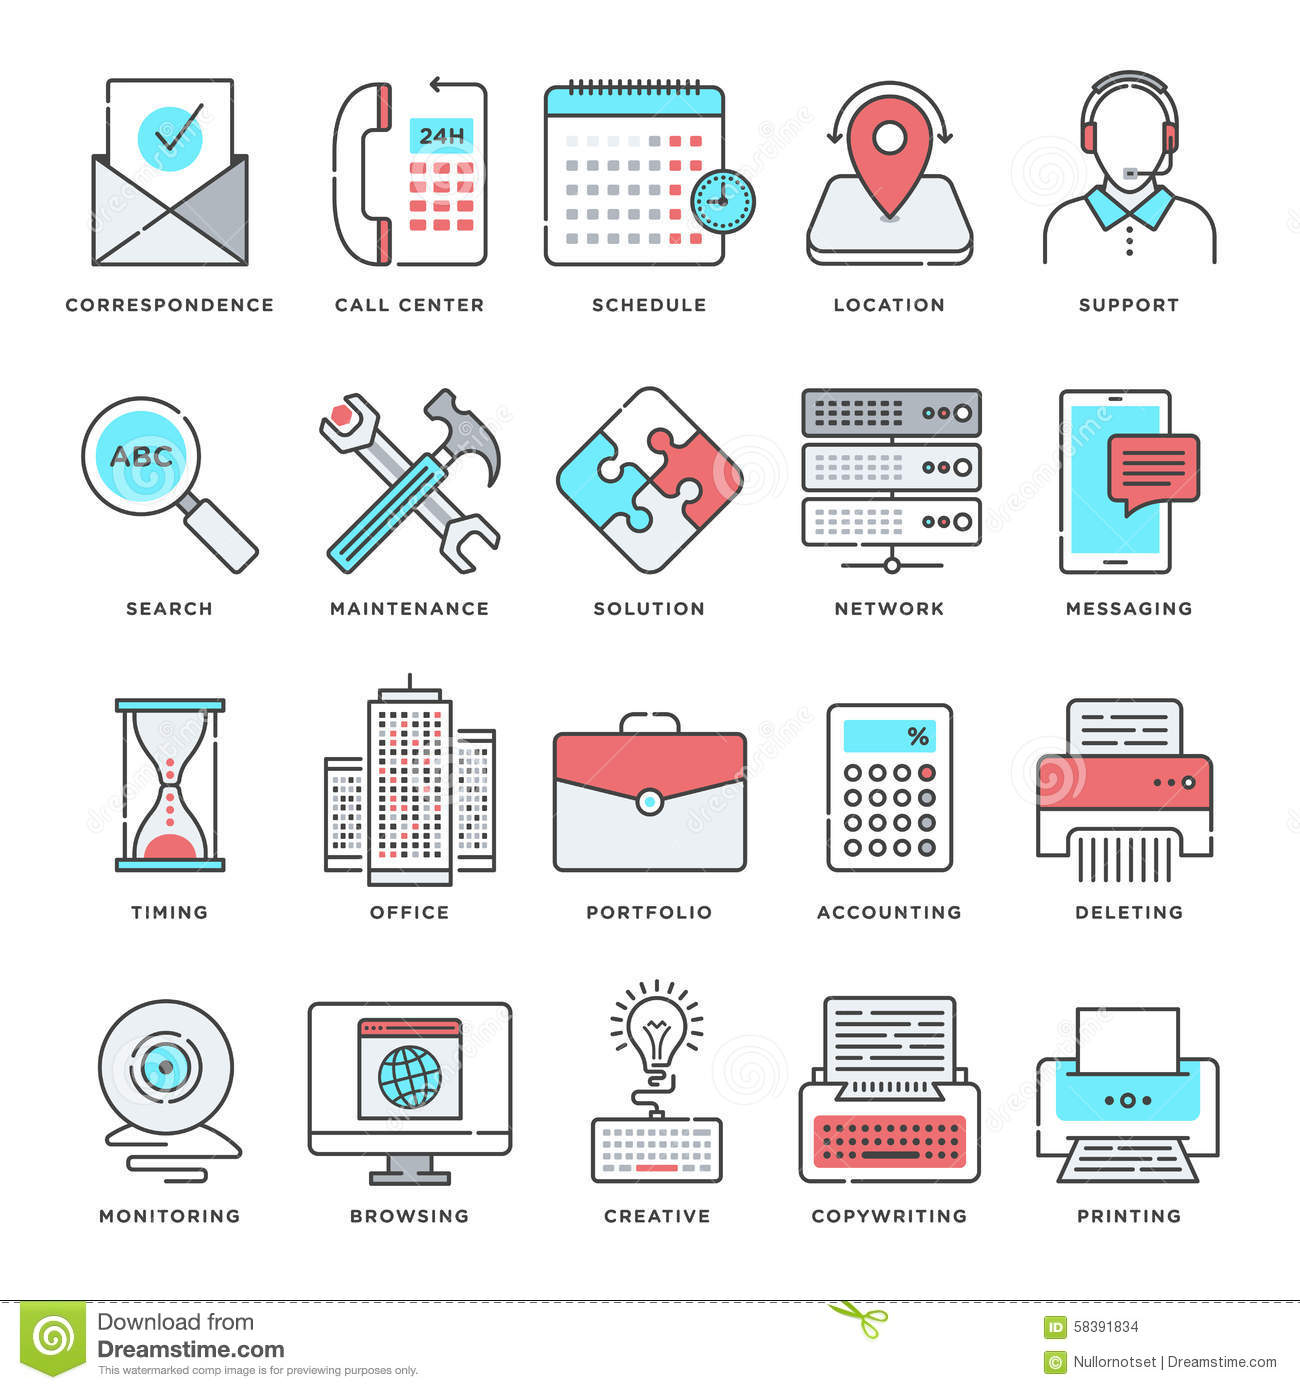 24H
CORRESPONDENCE CALL CENTER SCHEDULE LOCATION SUPPORT
ABC
SEARCH MAINTENANCE SOLUTION NETWORK MESSAGING
%
TIMING OFFICE PORTFOLIO ACCOUNTING DELETING
MONITORING BROWSING CREATIVE COPYWRITING PRINTING
Download from
Dreamstime.com
This watermarked comp image is for previewing purposes only.
ID 58391834
© Nullornotset | Dreamstime.com